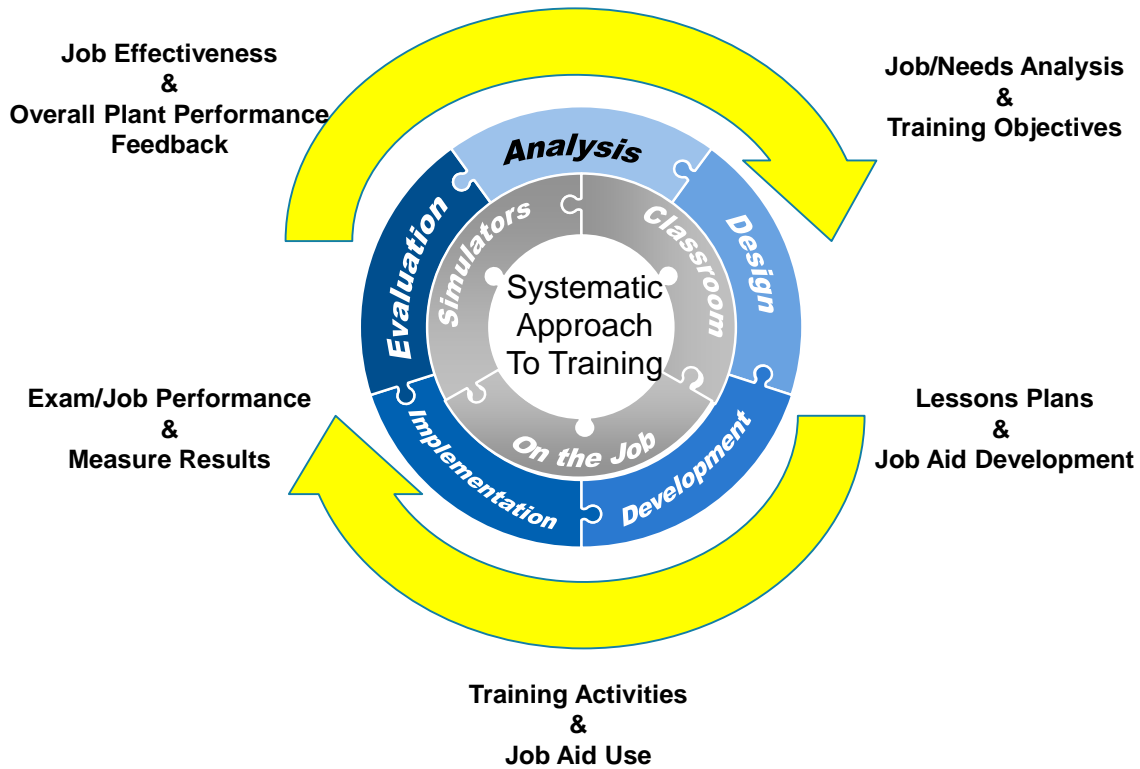 Job Effectiveness
&
Overall Plant Performance
Feedback
Job/Needs Analysis
&
Training Objectives
Analysis
Design
Development
Implementation
Evaluation
Simulators
Classroom
On the Job
Systematic
Approach
To Training
Exam/Job Performance
&
Measure Results
Lessons Plans
&
Job Aid Development
Training Activities
&
Job Aid Use